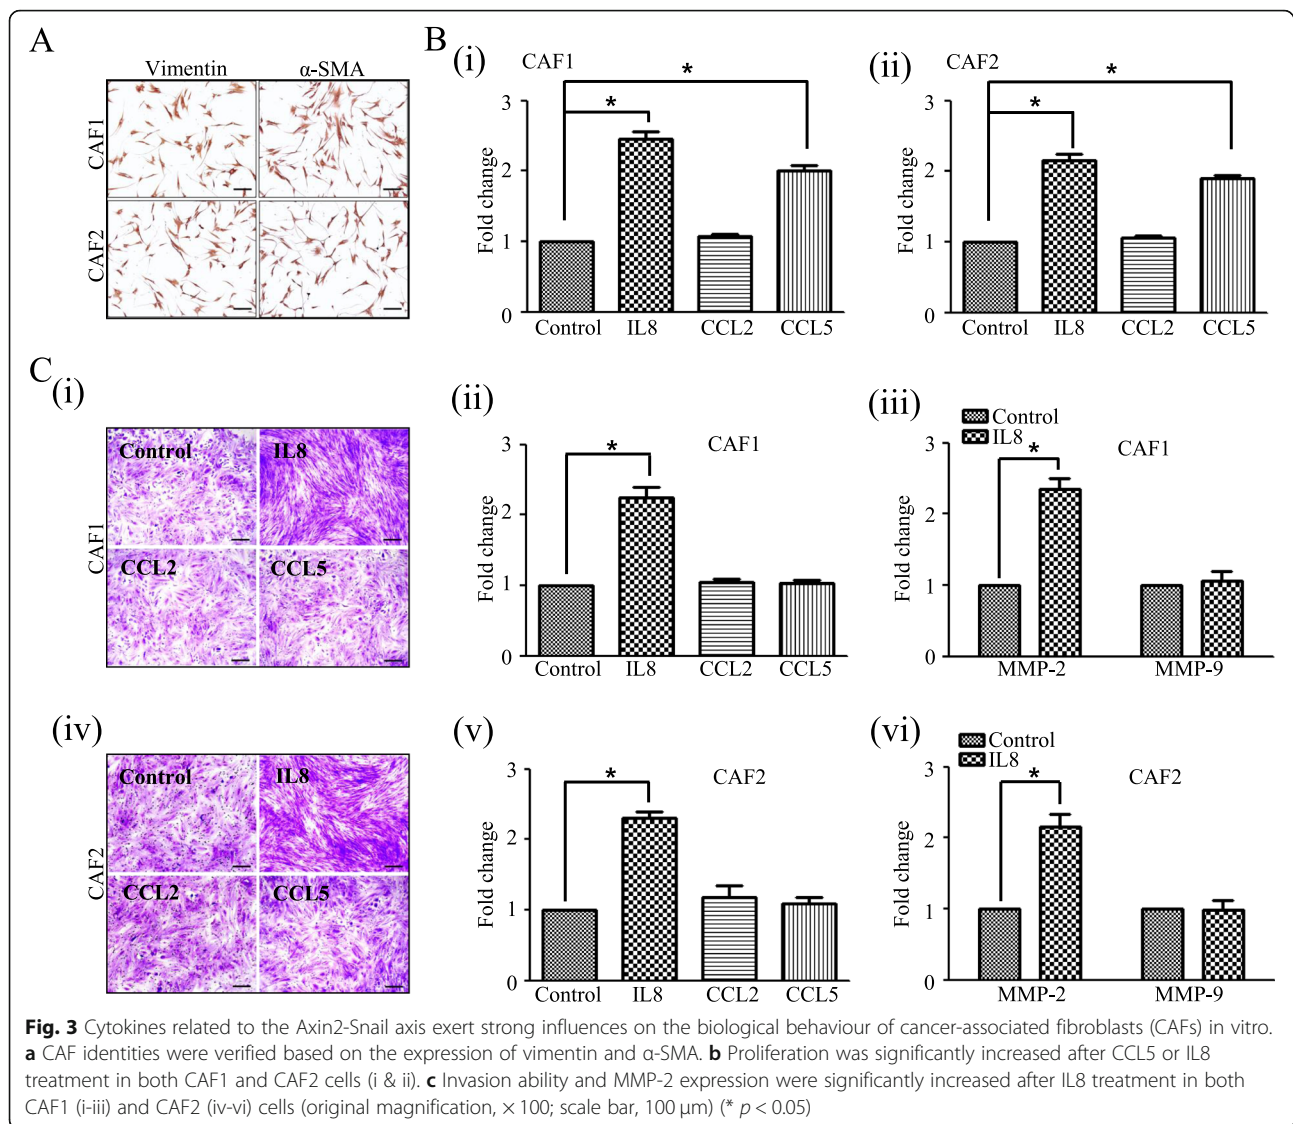 A
Vimentin α-SMA
CAF1
CAF2
B
(i) CAF1
*
*
Fold change
3
2
1
0
Control IL8 CCL2 CCL5
(ii) CAF2
*
*
Fold change
3
2
1
0
Control IL8 CCL2 CCL5
C
(i)
CAF1
Control IL8
CCL2 CCL5
(ii) CAF1
*
Fold change
3
2
1
0
Control IL8 CCL2 CCL5
(iii) CAF1
Control
IL8
*
Fold change
3
2
1
0
MMP-2 MMP-9
(iv)
CAF2
Control IL8
CCL2 CCL5
(v) CAF2
*
Fold change
3
2
1
0
Control IL8 CCL2 CCL5
(vi) CAF2
Control
IL8
*
Fold change
3
2
1
0
MMP-2 MMP-9
Fig. 3 Cytokines related to the Axin2-Snail axis exert strong influences on the biological behaviour of cancer-associated fibroblasts (CAFs) in vitro.
a CAF identities were verified based on the expression of vimentin and α-SMA. b Proliferation was significantly increased after CCL5 or IL8
treatment in both CAF1 and CAF2 cells (i & ii). c Invasion ability and MMP-2 expression were significantly increased after IL8 treatment in both
CAF1 (i-iii) and CAF2 (iv-vi) cells (original magnification, × 100; scale bar, 100 μm) (* p < 0.05)